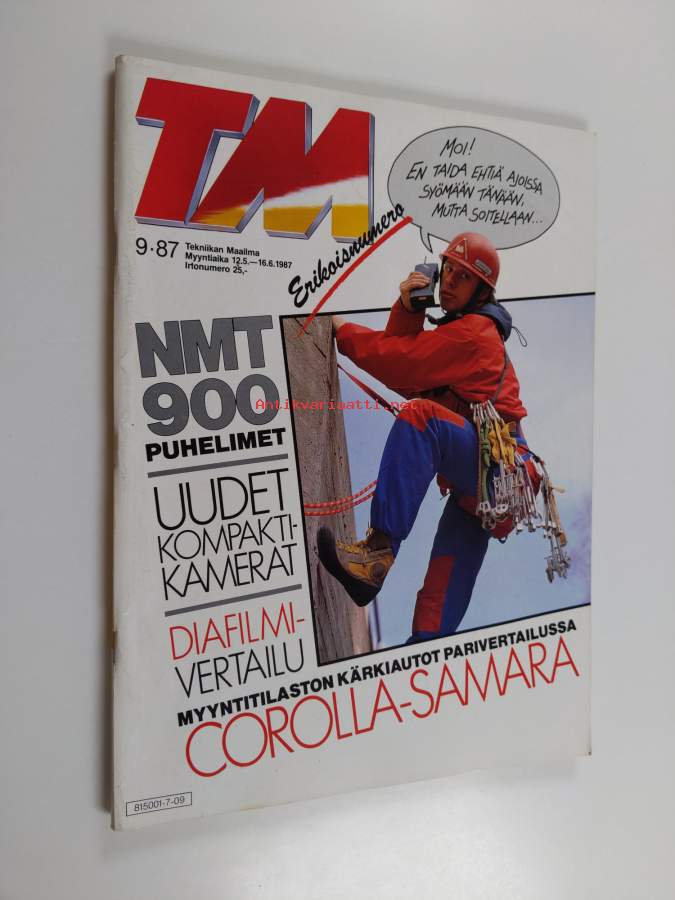 TM
MOI!
EN TAIDA EHTIÄ AJOISSA
SYÖMÄÄN TÄNÄÄN,
MUTTA SOITELLAAN...
9·87
Tekniikan Maailma
Myyntiaika 12.5.—16.6.1987
Irtonumero 25,-
Erikoisnumero
NMT
900
PUHELIMET
Antikvariaatti.net
UUDET
KOMPAKTI-
KAMERAT
DIAFILMI-
VERTAILU
MYYNTITILASTON KÄRKIAUTOT PARIVERTAILUSSA
COROLLA-SAMARA
815001-7-09